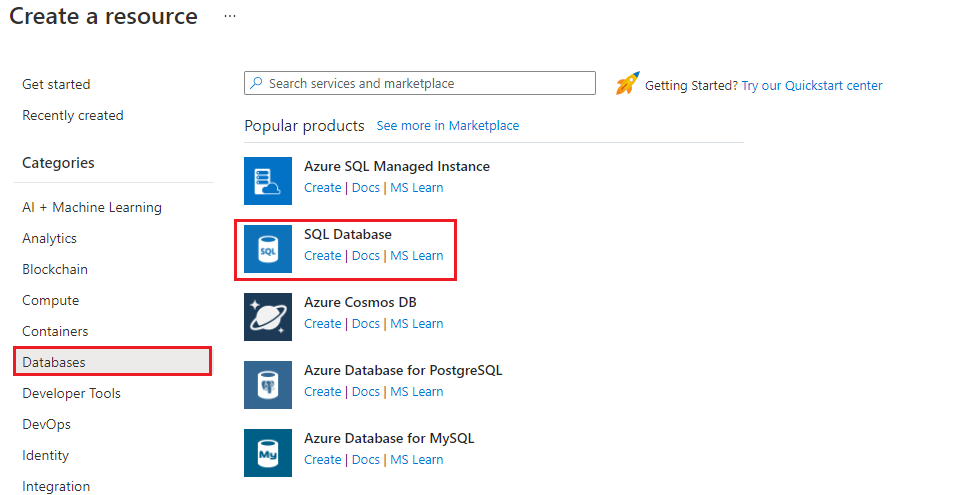 Create a resource ...
Get started
Recently created
Categories
AI + Machine Learning
Analytics
Blockchain
Compute
Containers
Databases
Developer Tools
DevOps
Identity
Integration
Search services and marketplace
Getting Started? Try our Quickstart center
Popular products See more in Marketplace
Azure SQL Managed Instance
Create | Docs | MS Learn
SQL
SQL Database
Create | Docs | MS Learn
Azure Cosmos DB
Create | Docs | MS Learn
Azure Database for PostgreSQL
Create | Docs | MS Learn
My
Azure Database for MySQL
Create | Docs | MS Learn